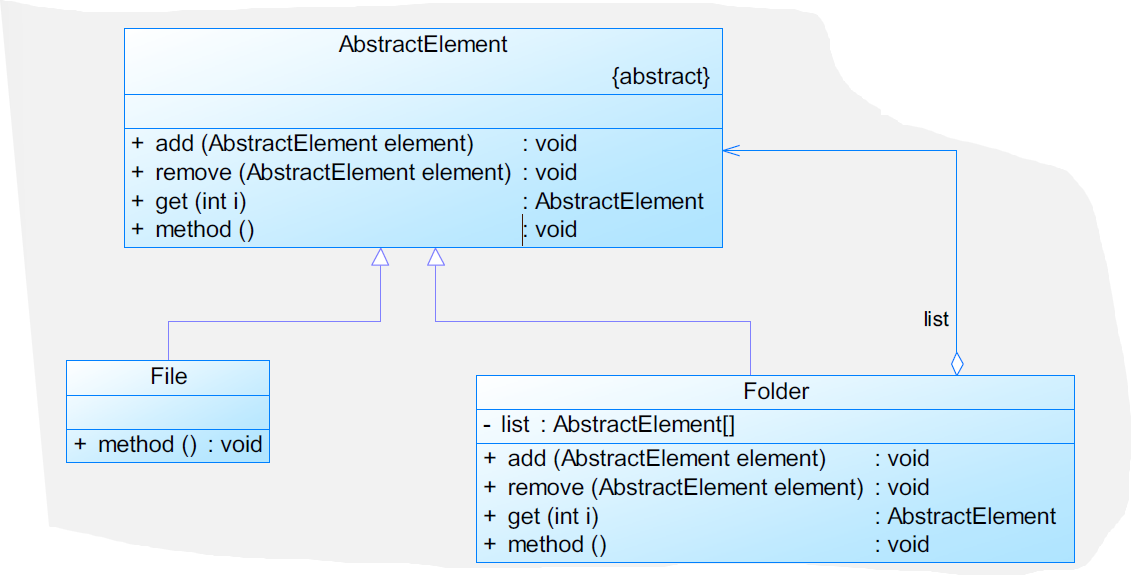 AbstractElement
{abstract}
+ add (AbstractElement element) : void
+ remove (AbstractElement element) : void
+ get (int i) : AbstractElement
+ method () : void
list
File
+ method () : void
Folder
- list : AbstractElement[]
+ add (AbstractElement element) : void
+ remove (AbstractElement element) : void
+ get (int i) : AbstractElement
+ method () : void